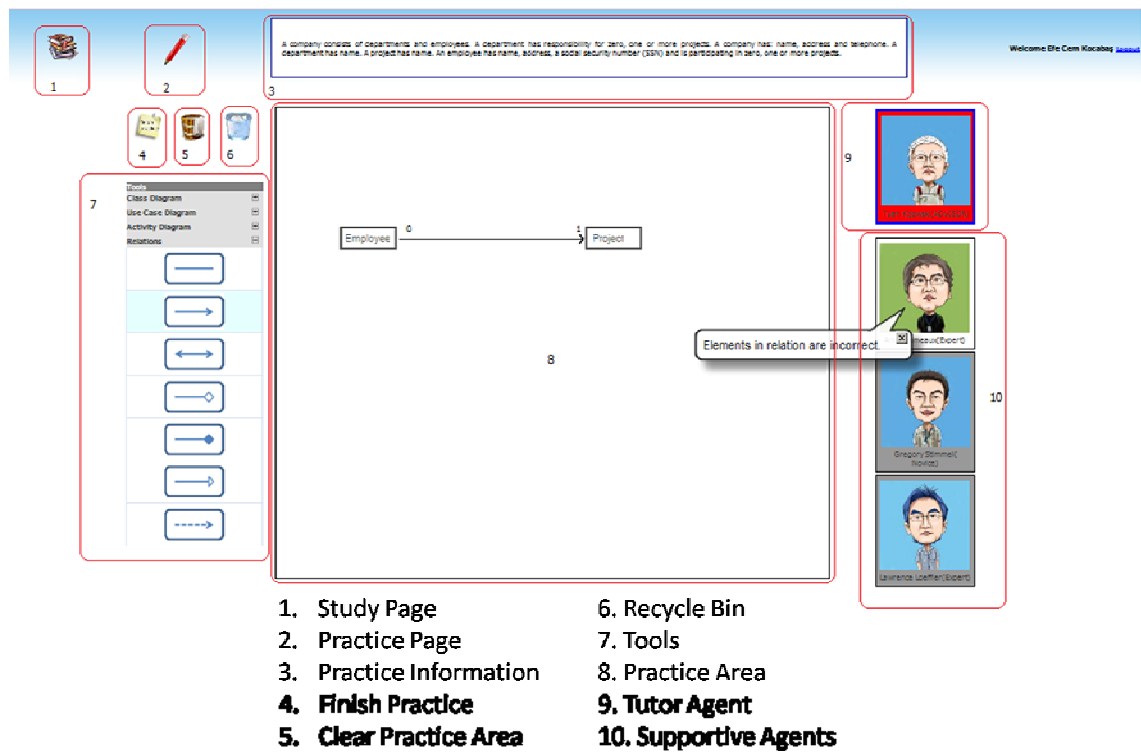 A company consists of departments and employees. A department has responsibility for zero, one or more projects. A company has: name, address and telephone. A
department has name. A project has name. An employee has name, address, a social security number (SSN) and is participating in zero, one or more projects.
Welcome Efe Cem Kocabaş
1
2
3
4
5
6
7
Tools
Class Diagram
Use-Case Diagram
Activity Diagram
Relations
Employee
0
1
Project
8
9
Elements in relation are incorrect.
(Expert)
10
Gregory Stimmel(
Novice)
Lawrence Loeffler(Expert)
1. Study Page
2. Practice Page
3. Practice Information
4. Finish Practice
5. Clear Practice Area
6. Recycle Bin
7. Tools
8. Practice Area
9. Tutor Agent
10. Supportive Agents